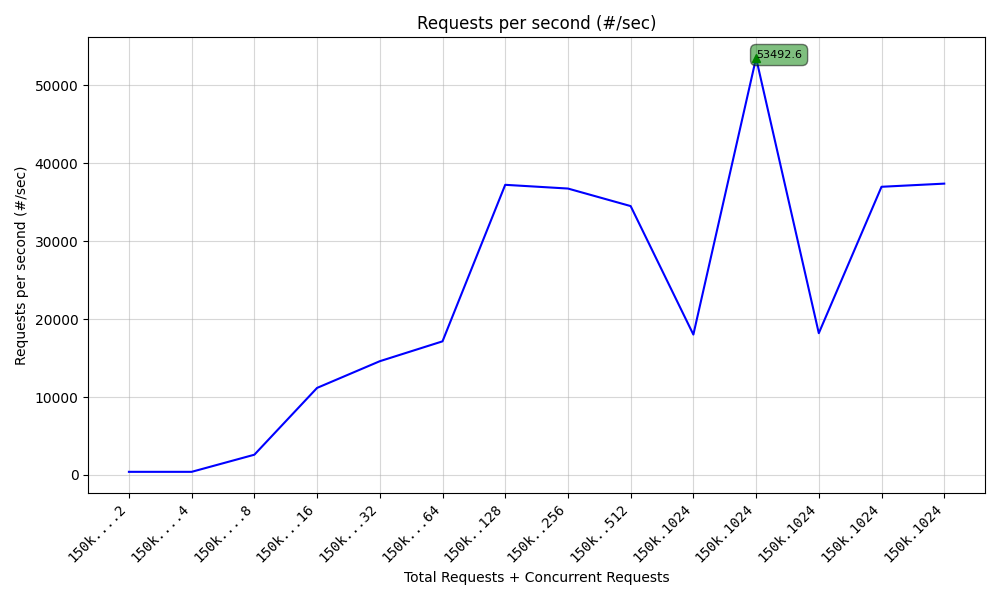 Requests per second (#/sec)
53492.6
50000
40000
30000
20000
10000
0
Requests per second (#/sec)
150k....2
150k....4
150k....8
150k...16
150k...32
150k...64
150k..128
150k..256
150k..512
150k.1024
150k.1024
150k.1024
150k.1024
150k.1024
Total Requests + Concurrent Requests